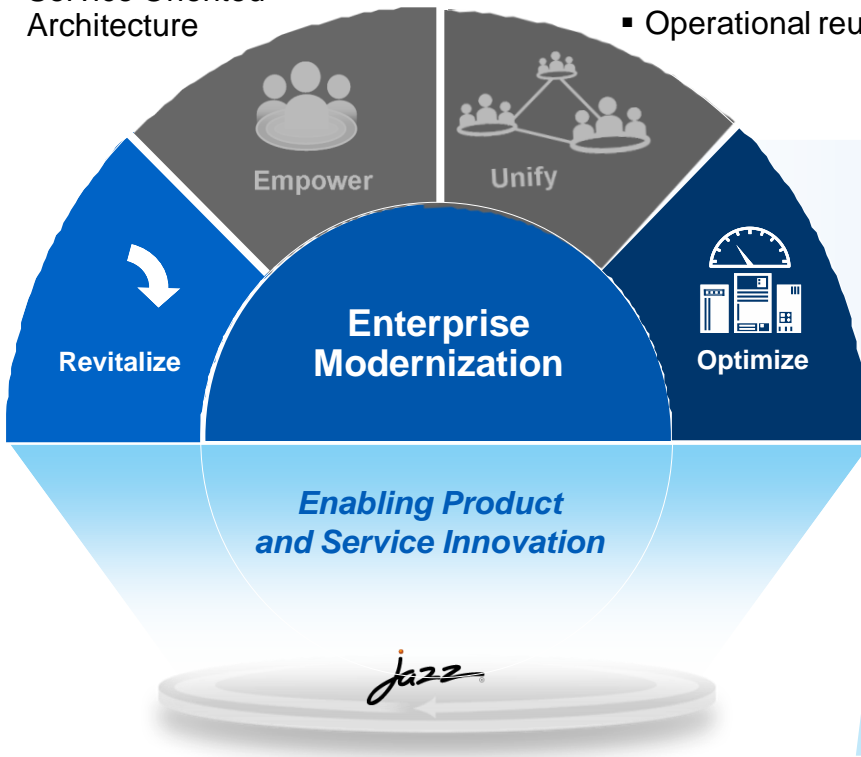 Architecture
▪ Operational reu
Empower
Unify
Revitalize
Enterprise
Modernization
Optimize
Enabling Product
and Service Innovation
jazz